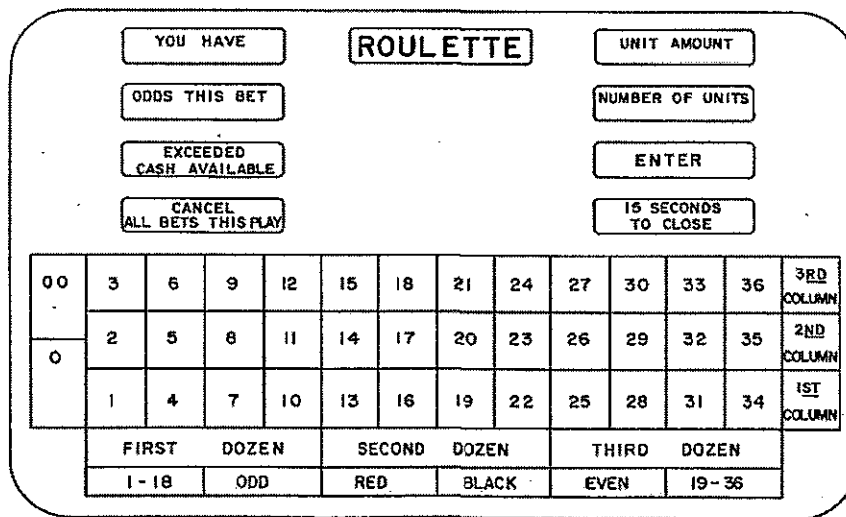 YOU HAVE
ROULETTE
UNIT AMOUNT
ODDS THIS BET
NUMBER OF UNITS
EXCEEDED
CASH AVAILABLE
ENTER
CANCEL
ALL BETS THIS PLAY
15 SECONDS
TO CLOSE
00 3 6 9 12 15 18 21 24 27 30 33 36 3RD COLUMN
0 2 5 8 11 14 17 20 23 26 29 32 35 2ND COLUMN
1 4 7 10 13 16 19 22 25 28 31 34 1ST COLUMN
FIRST DOZEN SECOND DOZEN THIRD DOZEN
1-18 ODD RED BLACK EVEN 19-36